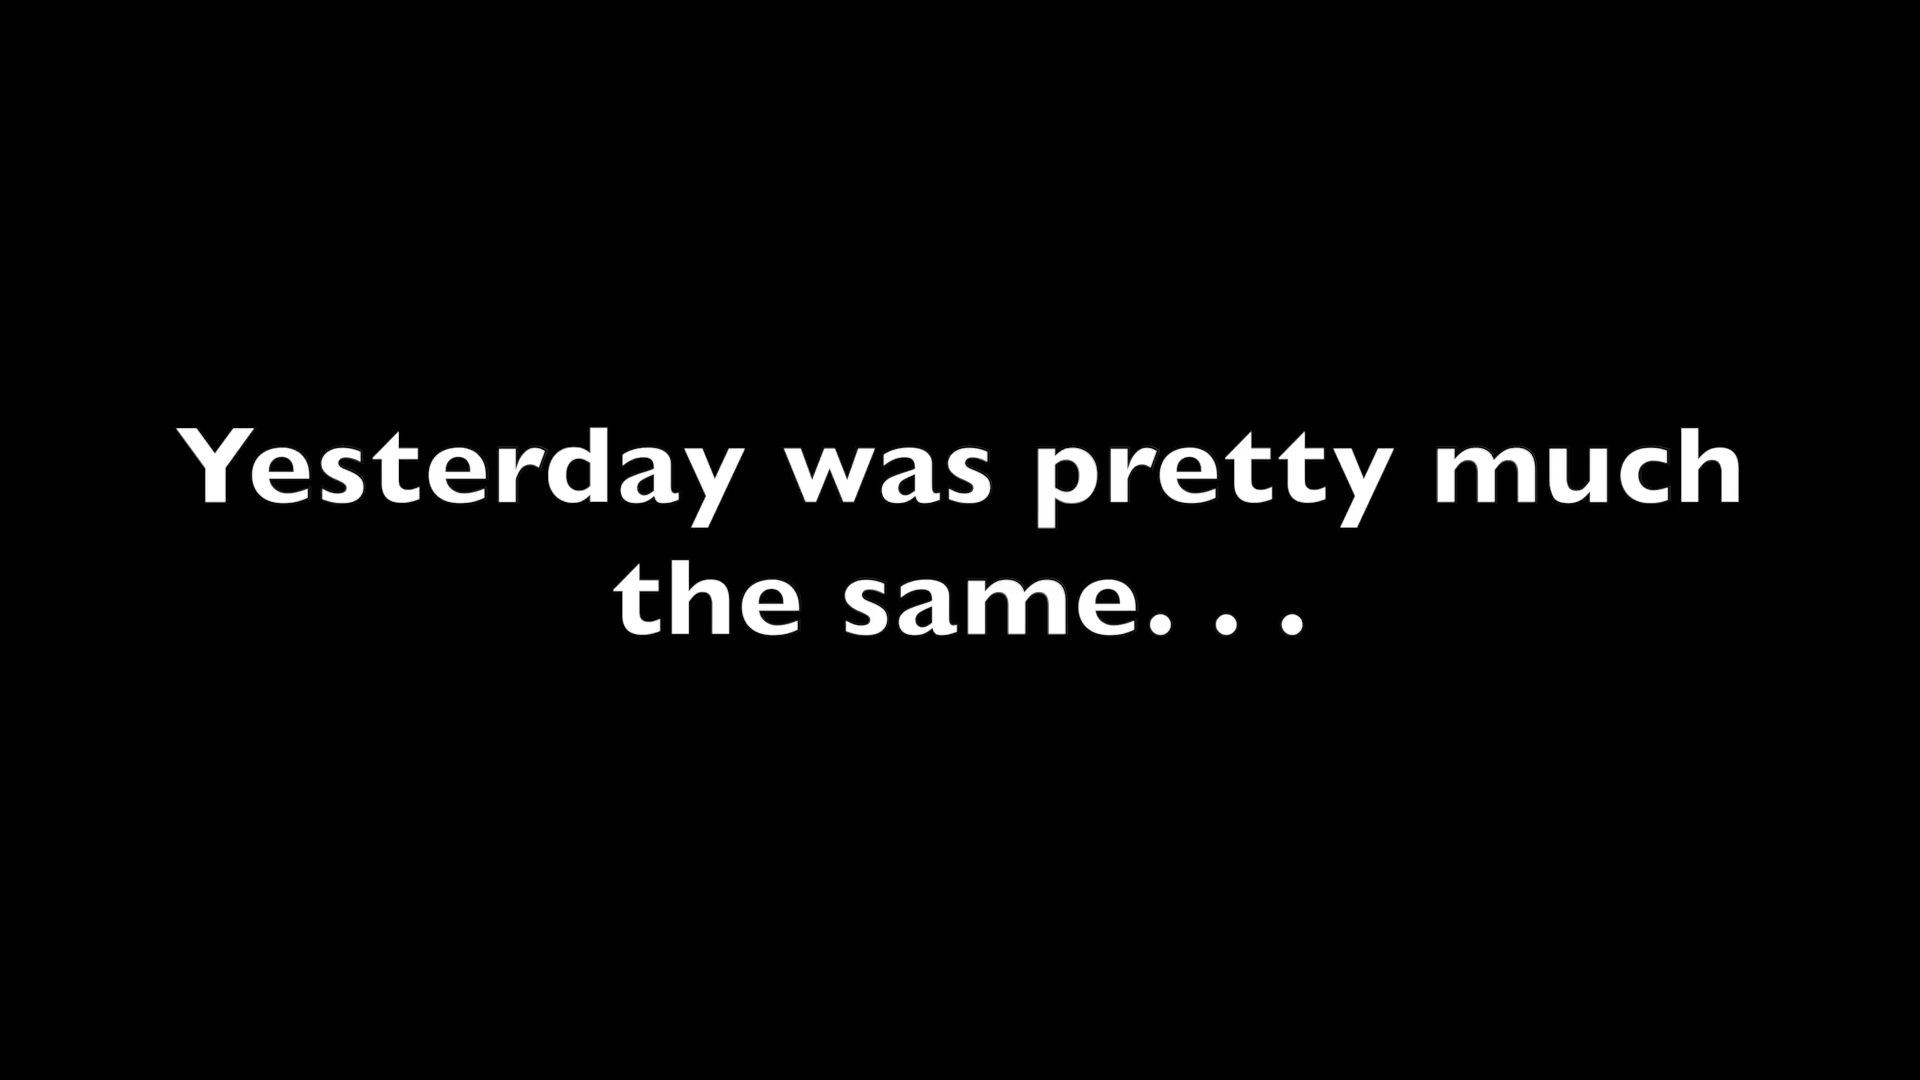 Yesterday was pretty much
the same. . .